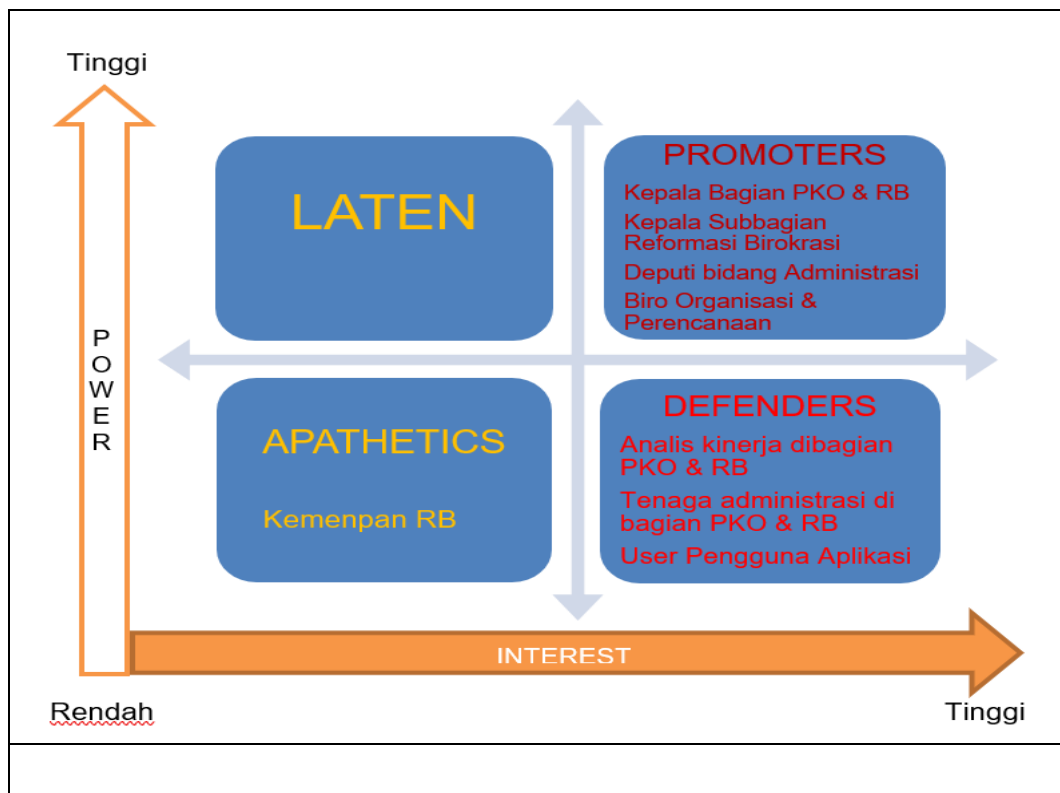 Tinggi
LATEN
PROMOTERS
Kepala Bagian PKO & RB
Kepala Subbagian
Reformasi Birokrasi
Deputi bidang Administrasi
Biro Organisasi &
Perencanaan
P
O
W
E
R
APATHETICS
Kemenpan RB
DEFENDERS
Analis kinerja dibagian
PKO & RB
Tenaga administrasi di
bagian PKO & RB
User Pengguna Aplikasi
INTEREST
Rendah
Tinggi